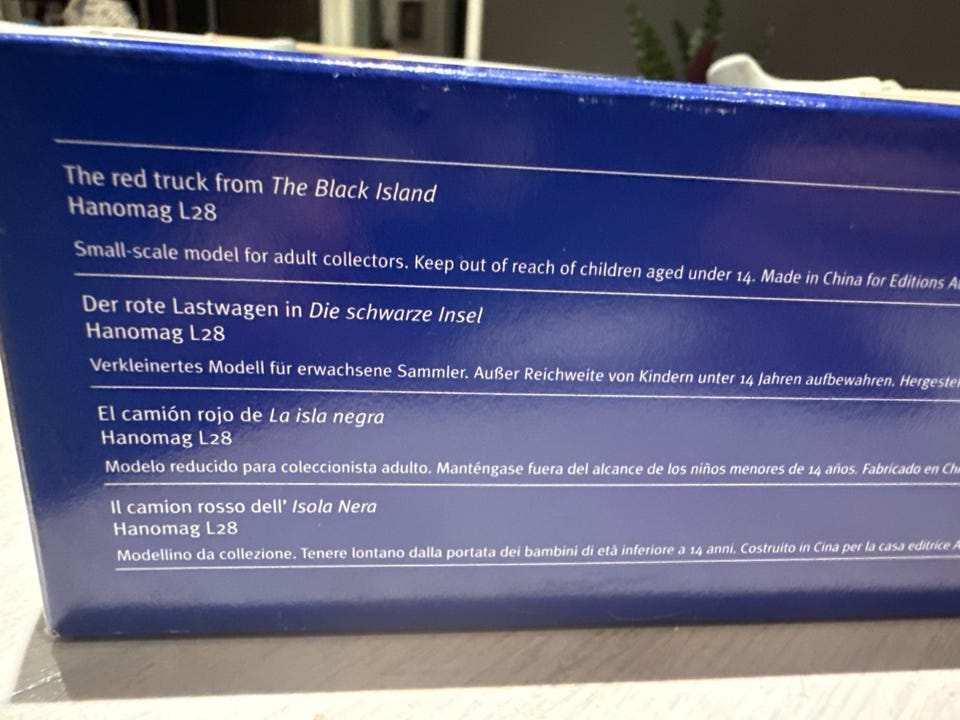 The red truck from The Black Island
Hanomag L28
Small-scale model for adult collectors. Keep out of reach of children aged under 14. Made in China for Editions
Der rote Lastwagen in Die schwarze Insel
Hanomag L28
Verkleinertes Modell für erwachsene Sammler. Außer Reichweite von Kindern unter 14 Jahren aufbewahren.
El camión rojo de La isla negra
Hanomag L28
Modelo reducido para coleccionista adulto. Manténgase fuera del alcance de los niños menores de 14 años. Fabricado en
Il camion rosso dell' Isola Nera
Hanomag L28
Modellino da collezione. Tenere lontano dalla portata dei bambini di età inferiore a 14 anni. Costruito in Cina per la casa editrice